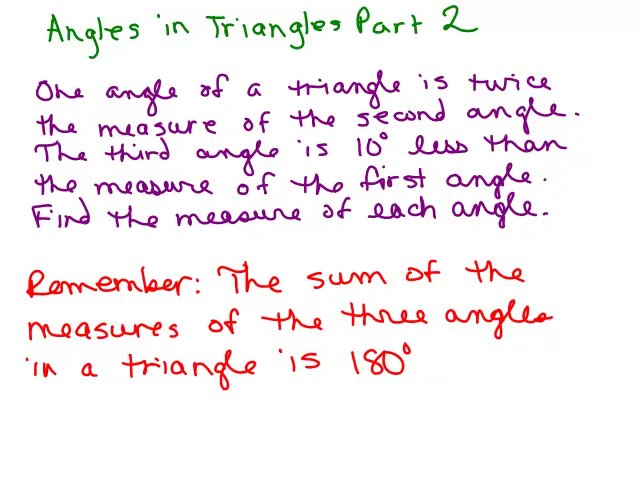 Angles in Triangles Part 2
One angle of a triangle is twice
the measure of the second angle.
The third angle is 10° less than
the measure of the first angle.
Find the measure of each angle.
Remember: The sum of the
measures of the three angles
in a triangle is 180°